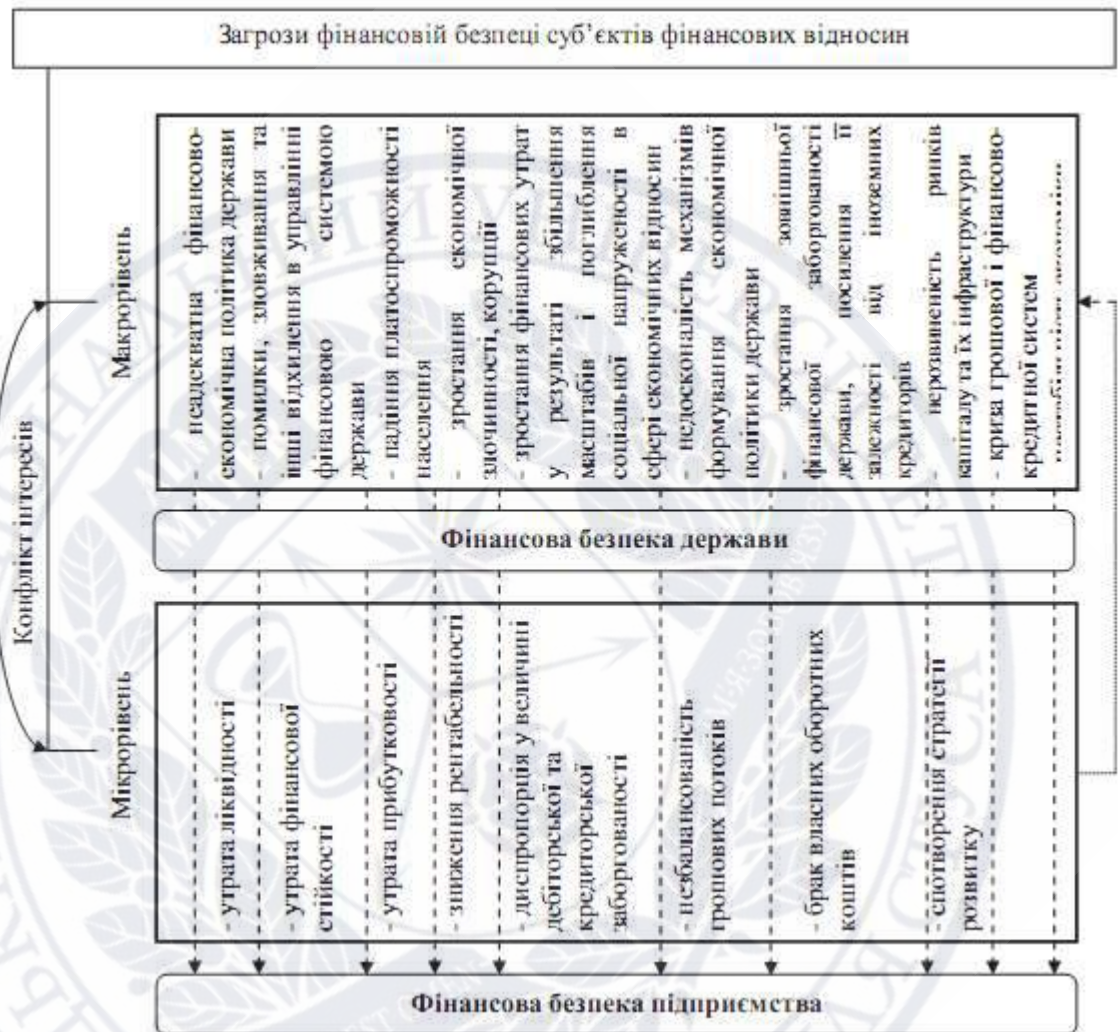 Загрози фінансовій безпеці суб’єктів фінансових відносин
Конфлікт інтересів
Макрорівень
- неадекватна фінансово-
економічна політика держави
- помилки, зловживання та
інші відхилення в управлінні
фінансовою системою
держави
- падіння платоспроможності
населення
- зростання економічної
злочинності, корупції
- зростання фінансових утрат
у результаті збільшення
масштабів і поглиблення
соціальної напруженості в
сфері економічних відносин
- недосконалість механізмів
формування економічної
політики держави
- зростання зовнішньої
фінансової заборгованості
держави, посилення її
залежності від іноземних
кредиторів
- нерозвиненість ринків
капіталу та їх інфраструктури
- криза грошової і фінансово-
кредитної систем
Фінансова безпека держави
Мікрорівень
- утрата ліквідності
- утрата фінансової
стійкості
- утрата прибутковості
- зниження рентабельності
- диспропорція у величині
дебіторської та
кредиторської
заборгованості
- незбалансованість
грошових потоків
- брак власних оборотних
коштів
- спотворення стратегії
розвитку
Фінансова безпека підприємства